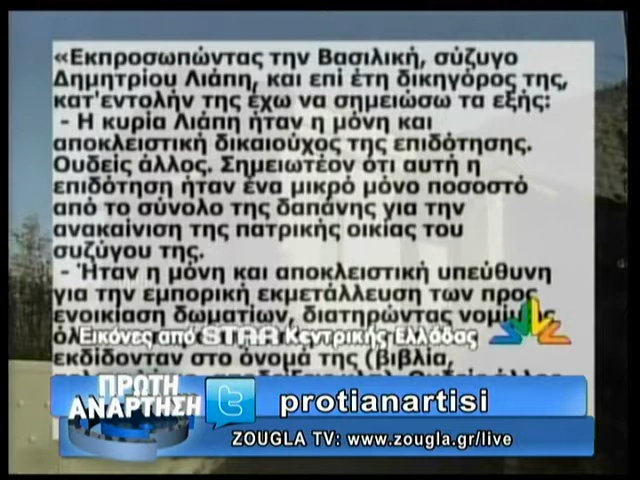 «Εκπροσωπώντας την Βασιλική, σύζυγο
Δημητρίου Λιάπη, και επί έτη δικηγόρος της,
κατ'εντολήν της έχω να σημειώσω τα εξής:
- Η κυρία Λιάπη ήταν η μόνη και
αποκλειστική δικαιούχος της επιδότησης.
Ουδείς άλλος. Σημειωτέον ότι αυτή η
επιδότηση ήταν ένα μικρό μόνο ποσοστό
από το σύνολο της δαπάνης για την
ανακαίνιση της πατρικής οικίας του
συζύγου της.
- Ήταν η μόνη και αποκλειστική υπεύθυνη
για την εμπορική εκμετάλλευση των προς
ενοικίαση δωματίων, διατηρώντας νομίμως
Εικόνες από STAR Κεντρικής Ελλάδας
εκδίδονταν στο όνομά της (βιβλία,
ΠΡΩΤΗ ΑΝΑΡΤΗΣΗ
protianartisi
ZOUGLA TV: www.zougla.gr/live